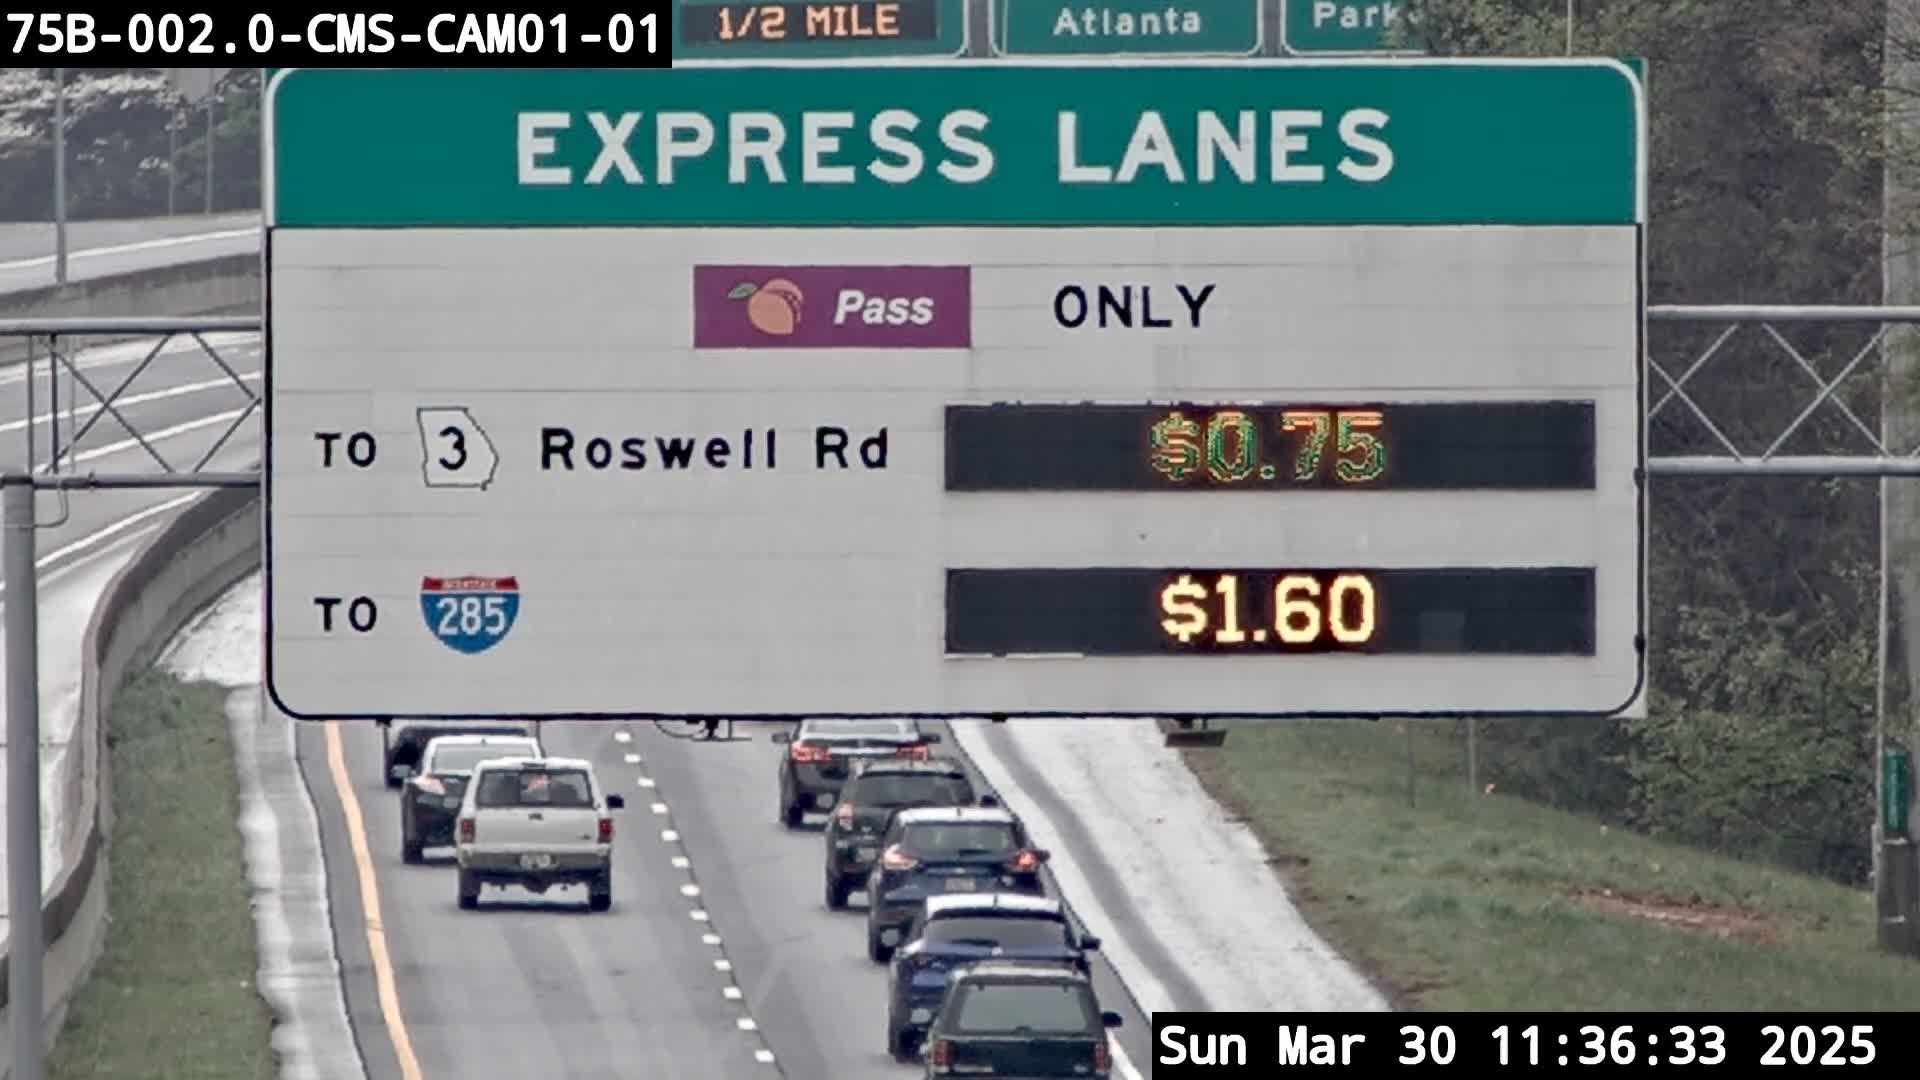 75B-002.0-CMS-CAM01-01
1/2 MILE
Atlanta
Park
EXPRESS LANES
Pass ONLY
TO 3 Roswell Rd $0.75
TO 285 $1.60
Sun Mar 30 11:36:33 2025